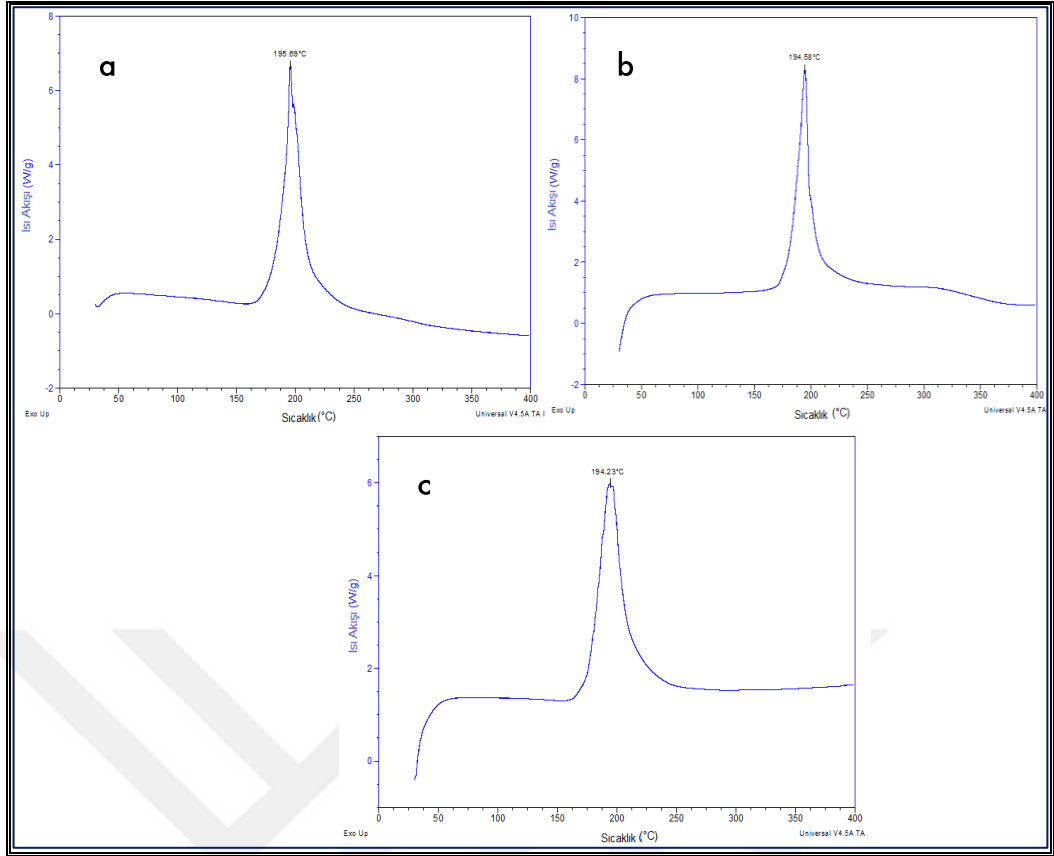 a
195.69°C
Isı Akışı (W/g)
8
6
4
2
0
-2
0
50
100
150
200
250
300
350
400
Exo Up
Sıcaklık (°C)
Universal V4.5A TA I
b
194.58°C
Isı Akışı (W/g)
10
8
6
4
2
0
-2
0
50
100
150
200
250
300
350
400
Exo Up
Sıcaklık (°C)
Universal V4.5A TA
c
194.23°C
Isı Akışı (W/g)
6
4
2
0
0
50
100
150
200
250
300
350
400
Exo Up
Sıcaklık (°C)
Universal V4.5A TA